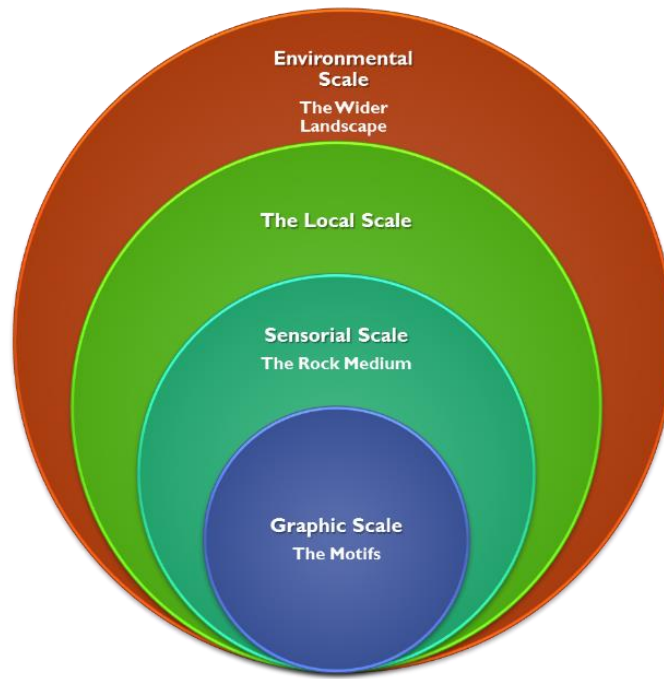 Environmental
Scale
The Wider
Landscape
The Local Scale
Sensorial Scale
The Rock Medium
Graphic Scale
The Motifs